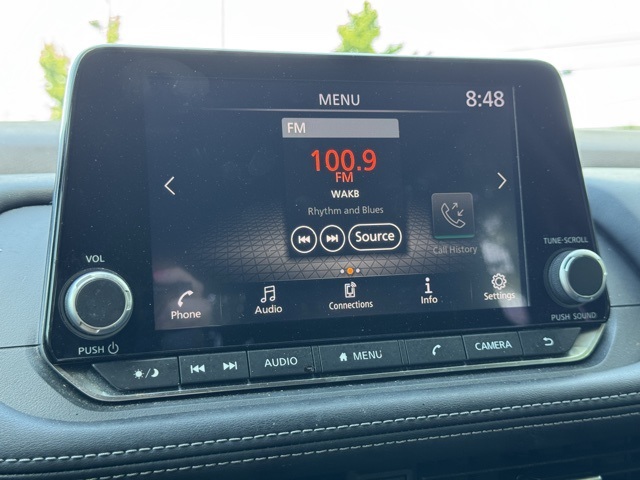 MENU
8:48
FM
100.9
FM
WAKB
Rhythm and Blues
Source
Call History
Phone
Audio
Connections
Info
Settings
VOL
PUSH
TUNE-SCROLL
PUSH SOUND
AUDIO
MENU
CAMERA